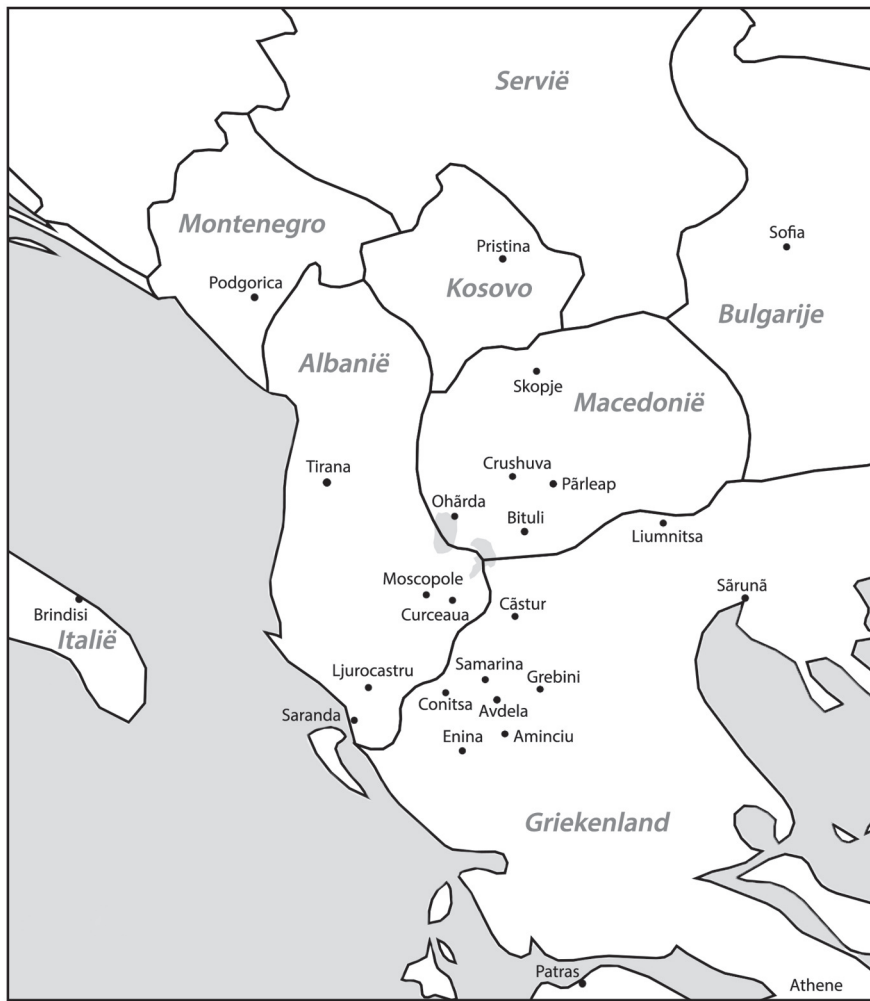 Servië
Montenegro
Sofia
Pristina
Podgorica
Kosovo
Bulgarije
Albanië
Skopje
Macedonië
Crushuva
Tirana
Pãrleap
Ohãrda
Bituli
Liumnitsa
Moscopole
Sãrunã
Brindisi
Curceaua
Cãstur
Italië
Samarina
Ljurocastru
Grebini
Conitsa
Avdela
Saranda
Enina
Aminciu
Griekenland
Patras
Athene